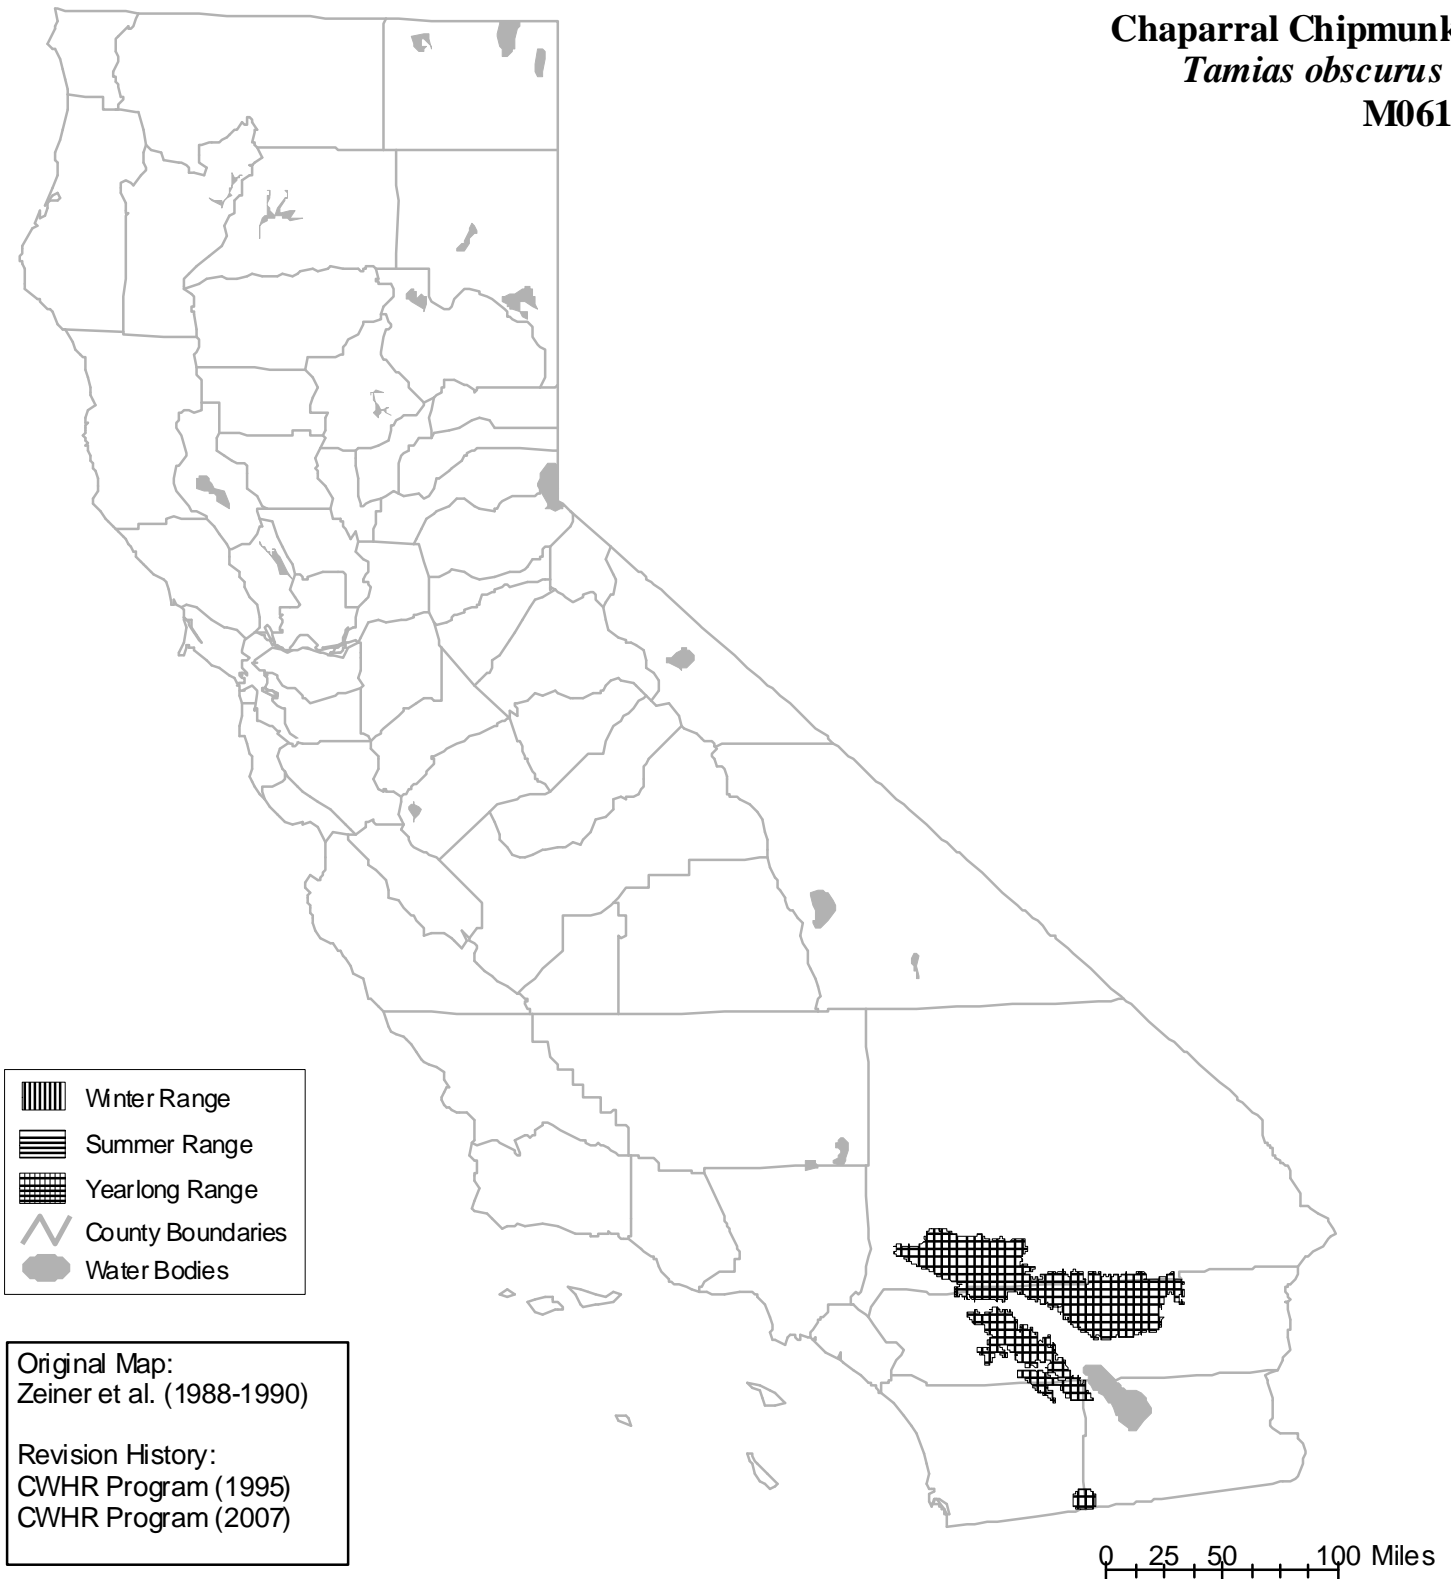 Chaparral Chipmunk
Tamias obscurus
M061
Winter Range
Summer Range
Yearlong Range
County Boundaries
Water Bodies
Original Map:
Zeiner et al. (1988-1990)
Revision History:
CWHR Program (1995)
CWHR Program (2007)
0 25 50 100 Miles